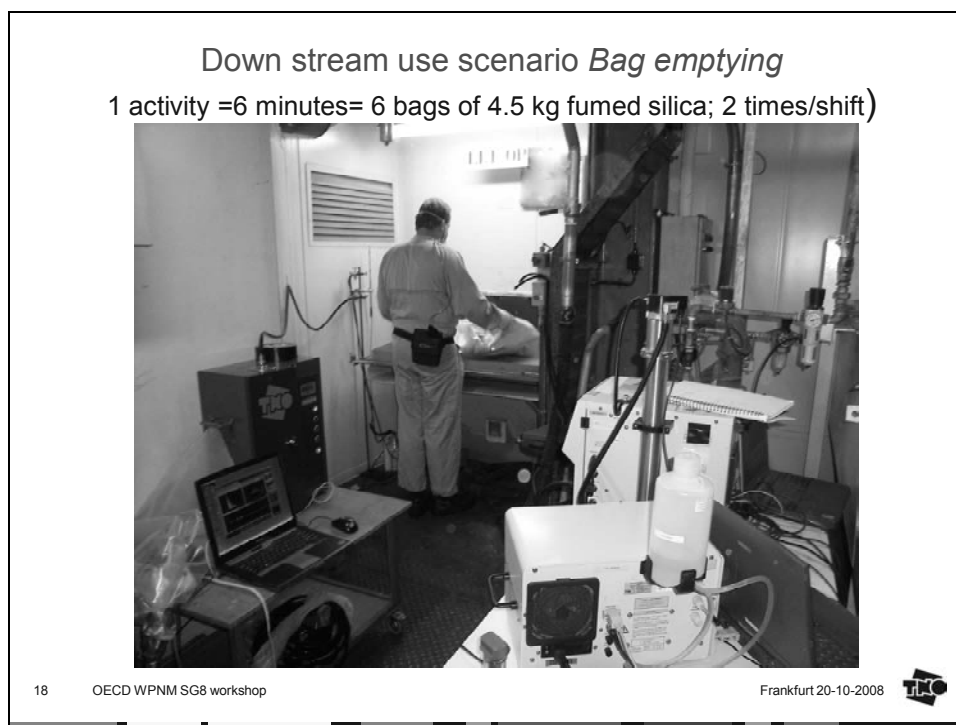 Down stream use scenario Bag emptying
1 activity =6 minutes= 6 bags of 4.5 kg fumed silica; 2 times/shift)
TNO
18 OECD WPNM SG8 workshop Frankfurt 20-10-2008 TNO